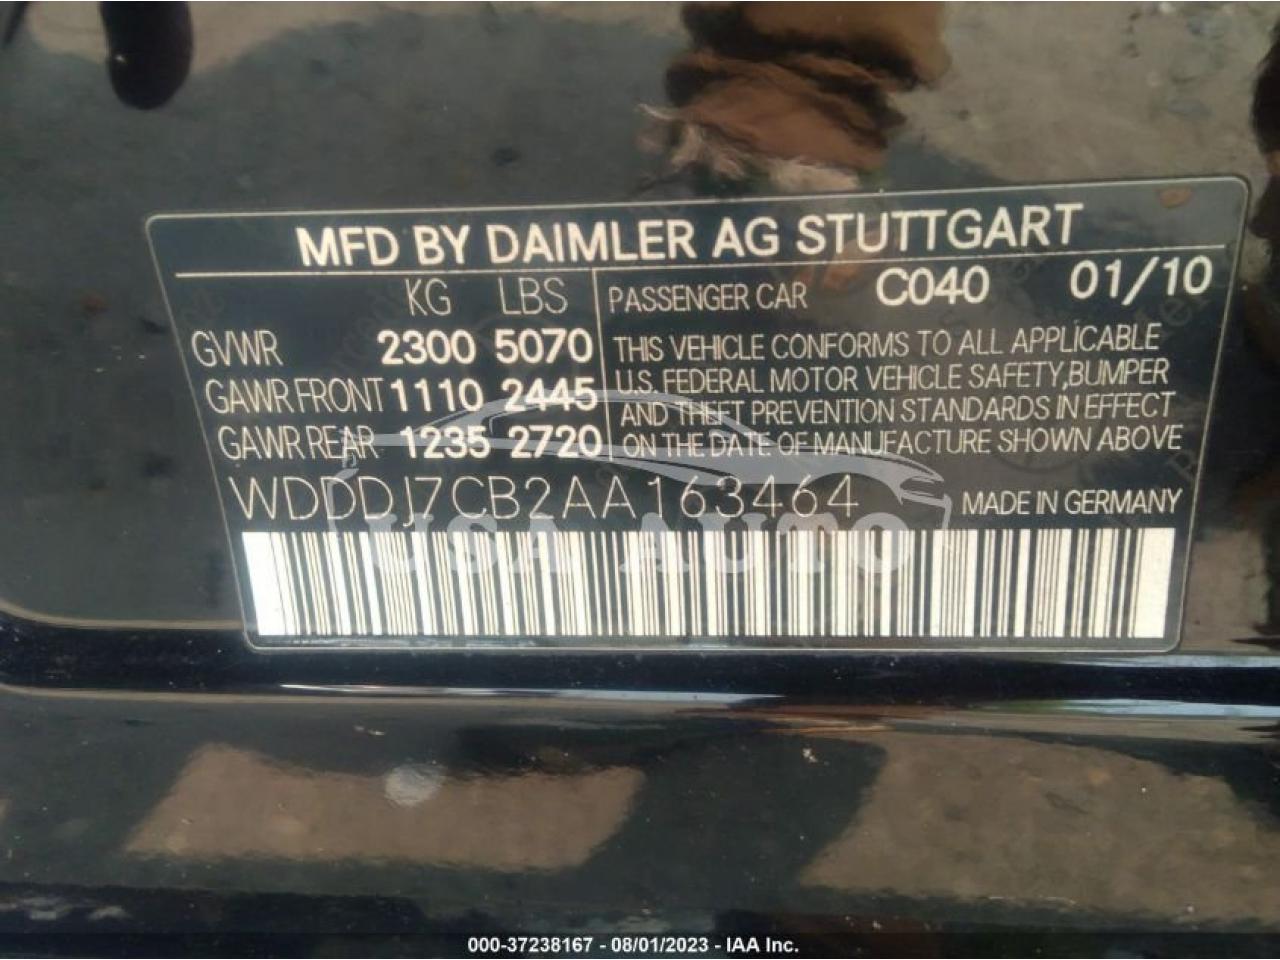 MFD BY DAIMLER AG STUTTGART
KG LBS
GVWR 2300 5070
GAWR FRONT 1110 2445
GAWR REAR 1235 2720
PASSENGER CAR C040 01/10
THIS VEHICLE CONFORMS TO ALL APPLICABLE
U.S. FEDERAL MOTOR VEHICLE SAFETY,BUMPER
AND THEFT PREVENTION STANDARDS IN EFFECT
ON THE DATE OF MANUFACTURE SHOWN ABOVE
WDDDJ7CB2AA163464 MADE IN GERMANY
USA AUTO
000-37238167 - 08/01/2023 - IAA Inc.